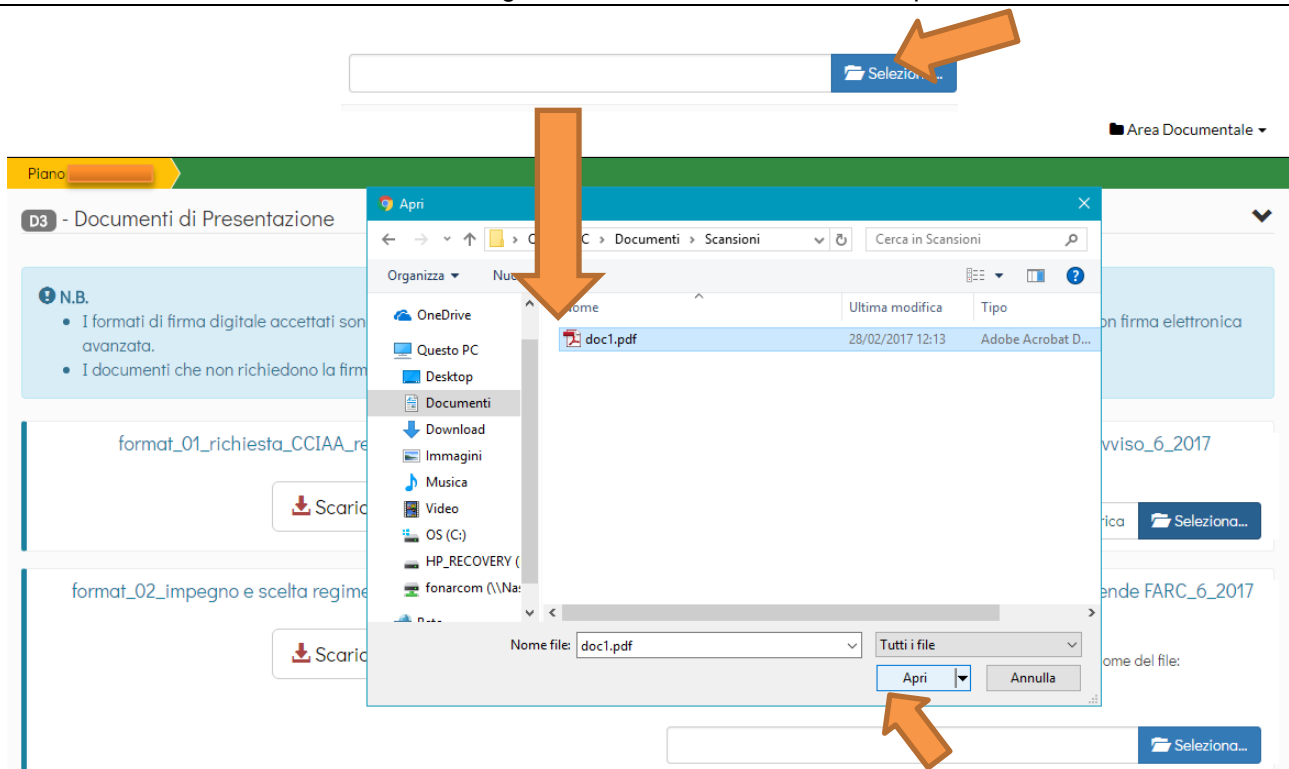 Seleziona...
Area Documentale
Piano
D3 - Documenti di Presentazione
Apri
Documenti > Scansioni
Cerca in Scansioni
Organizza
N.B.
I formati di firma digitale accettati son
on firma elettronica
avanzata.
I documenti che non richiedono la firm
OneDrive
Questo PC
Desktop
Documenti
Download
Immagini
Musica
Video
OS (C:)
HP_RECOVERY (
fonarcom (\\Nas
Nome
Ultima modifica
Tipo
doc1.pdf
28/02/2017 12:13
Adobe Acrobat D...
format_01_richiesta_CCIAA_re
vviso_6_2017
Scaric
rica
Seleziona...
format_02_impegno e scelta regime
ende FARC_6_2017
Scaric
ome del file:
Nome file: doc1.pdf
Tutti i file
Apri
Annulla
Seleziona...